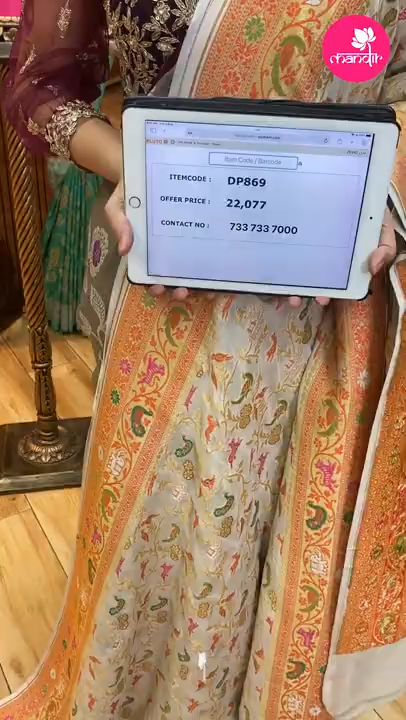 mandir
Item Code / Barcode
ITEMCODE : DP869
OFFER PRICE : 22,077
CONTACT NO : 733 733 7000